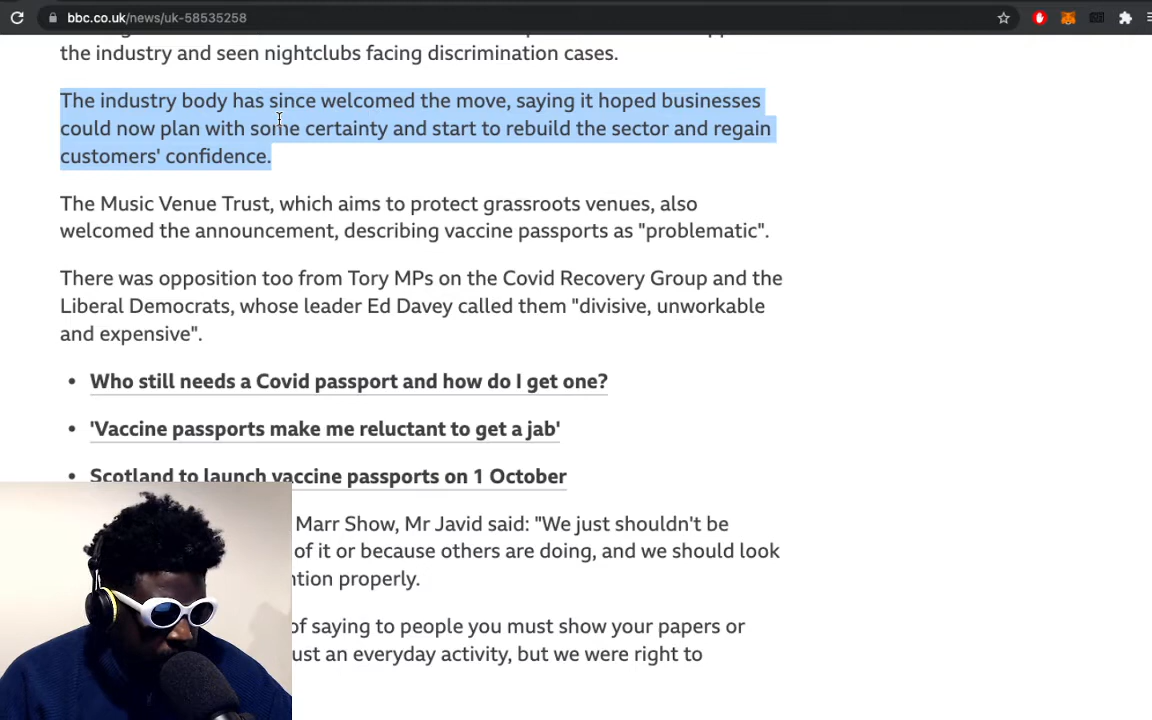 bbc.co.uk/news/uk-58535258
the industry and seen nightclubs facing discrimination cases.
The industry body has since welcomed the move, saying it hoped businesses
could now plan with some certainty and start to rebuild the sector and regain
customers' confidence.
The Music Venue Trust, which aims to protect grassroots venues, also
welcomed the announcement, describing vaccine passports as "problematic".
There was opposition too from Tory MPs on the Covid Recovery Group and the
Liberal Democrats, whose leader Ed Davey called them "divisive, unworkable
and expensive".
• Who still needs a Covid passport and how do I get one?
• 'Vaccine passports make me reluctant to get a jab'
• Scotland to launch vaccine passports on 1 October
Marr Show, Mr Javid said: "We just shouldn't be
of it or because others are doing, and we should look
ntion properly.
of saying to people you must show your papers or
ust an everyday activity, but we were right to